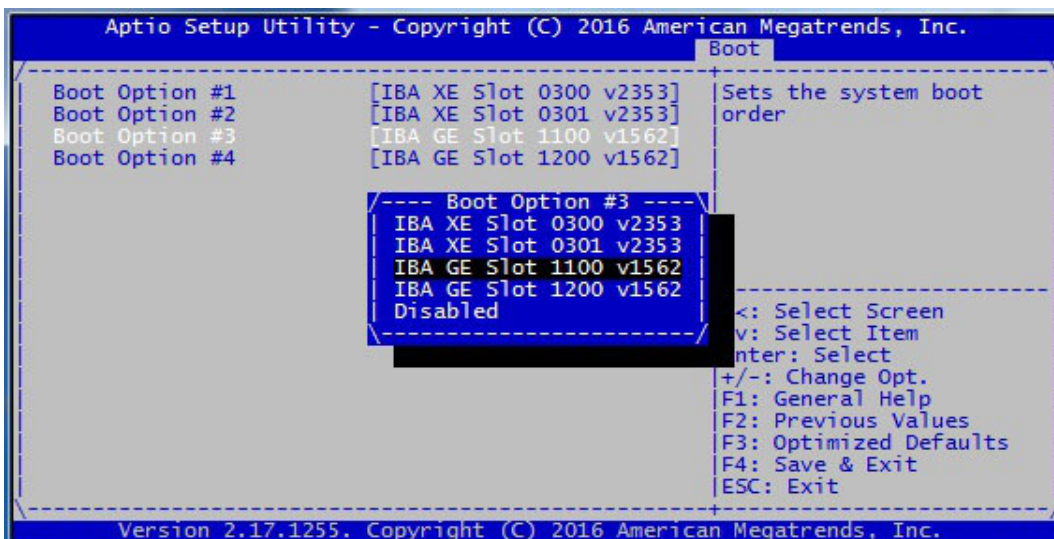 Aptio Setup Utility - Copyright (C) 2016 American Megatrends, Inc.
Boot
Boot Option #1 [IBA XE Slot 0300 v2353]
Boot Option #2 [IBA XE Slot 0301 v2353]
Boot Option #3 [IBA GE Slot 1100 v1562]
Boot Option #4 [IBA GE Slot 1200 v1562]
Sets the system boot
order
Boot Option #3
IBA XE Slot 0300 v2353
IBA XE Slot 0301 v2353
IBA GE Slot 1100 v1562
IBA GE Slot 1200 v1562
Disabled
<: Select Screen
v: Select Item
nter: Select
+/-: Change Opt.
F1: General Help
F2: Previous Values
F3: Optimized Defaults
F4: Save & Exit
ESC: Exit
Version 2.17.1255. Copyright (C) 2016 American Megatrends, Inc.